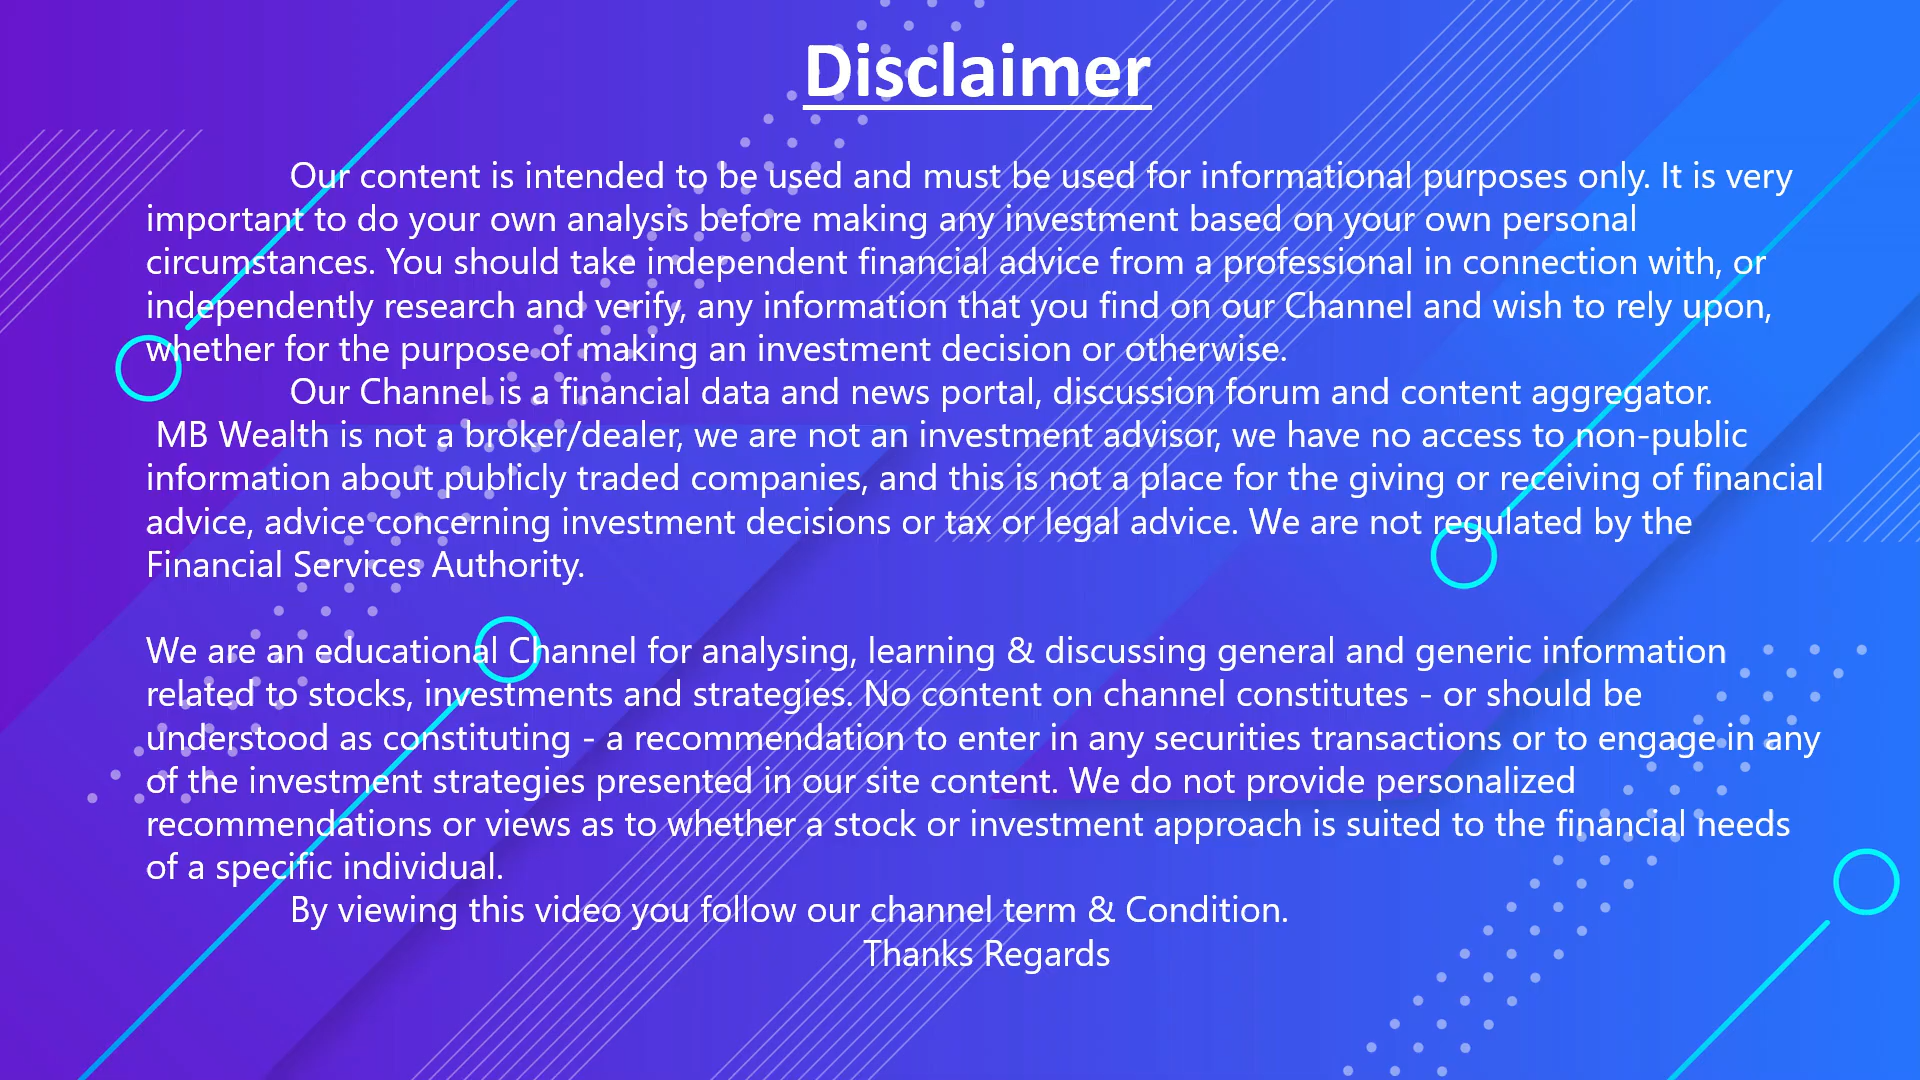 Disclaimer
Our content is intended to be used and must be used for informational purposes only. It is very
important to do your own analysis before making any investment based on your own personal
circumstances. You should take independent financial advice from a professional in connection with, or
independently research and verify, any information that you find on our Channel and wish to rely upon,
whether for the purpose of making an investment decision or otherwise.
Our Channel is a financial data and news portal, discussion forum and content aggregator.
MB Wealth is not a broker/dealer, we are not an investment advisor, we have no access to non-public
information about publicly traded companies, and this is not a place for the giving or receiving of financial
advice, advice concerning investment decisions or tax or legal advice. We are not regulated by the
Financial Services Authority.
We are an educational Channel for analysing, learning & discussing general and generic information
related to stocks, investments and strategies. No content on channel constitutes - or should be
understood as constituting - a recommendation to enter in any securities transactions or to engage in any
of the investment strategies presented in our site content. We do not provide personalized
recommendations or views as to whether a stock or investment approach is suited to the financial needs
of a specific individual.
By viewing this video you follow our channel term & Condition.
Thanks Regards